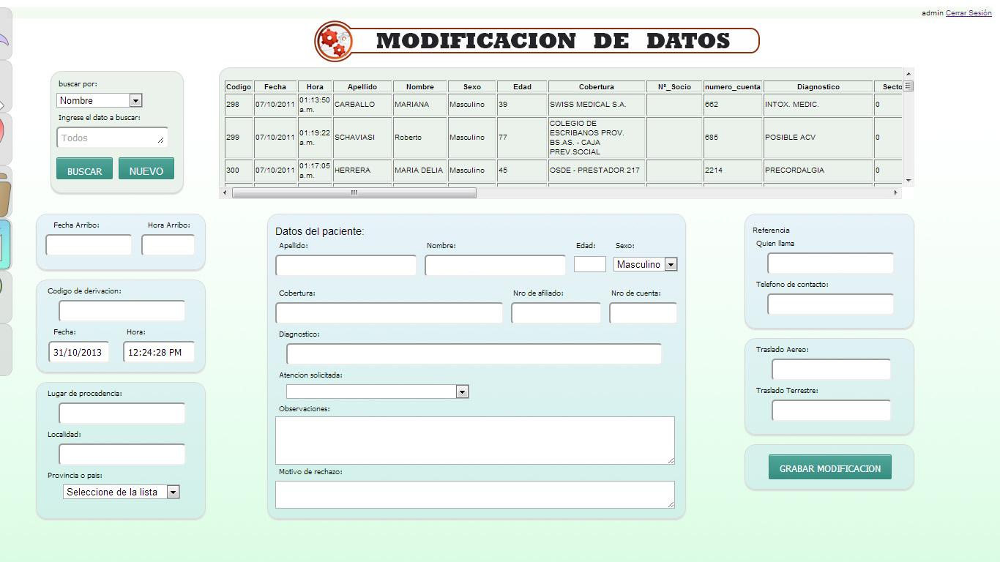 admin Cerrar Sesión
MODIFICACION DE DATOS
buscar por:
Nombre
Ingrese el dato a buscar:
Todos
BUSCAR NUEVO
Codigo Fecha Hora Apellido Nombre Sexo Edad Cobertura Nº_Socio numero_cuenta Diagnostico Secto
298 07/10/2011 01:13:50 a.m. CARBALLO MARIANA Masculino 39 SWISS MEDICAL S.A. 662 INTOX. MEDIC. 0
299 07/10/2011 01:19:22 a.m. SCHAVIASI Roberto Masculino 77 COLEGIO DE ESCRIBANOS PROV. BS.AS. - CAJA PREV.SOCIAL 685 POSIBLE ACV 0
300 07/10/2011 01:17:05 a.m. HERRERA MARIA DELIA Masculino 45 OSDE - PRESTADOR 217 2214 PRECORDALGIA 0
Fecha Arribo: Hora Arribo:
Codigo de derivacion:
Fecha: Hora:
31/10/2013 12:24:28 PM
Lugar de procedencia:
Localidad:
Provincia o pais:
Seleccione de la lista
Datos del paciente:
Apellido: Nombre: Edad: Sexo:
Masculino
Cobertura: Nro de afiliado: Nro de cuenta:
Diagnostico:
Atencion solicitada:
Observaciones:
Motivo de rechazo:
Referencia
Quien llama
Telefono de contacto:
Traslado Aereo:
Traslado Terrestre:
GRABAR MODIFICACION